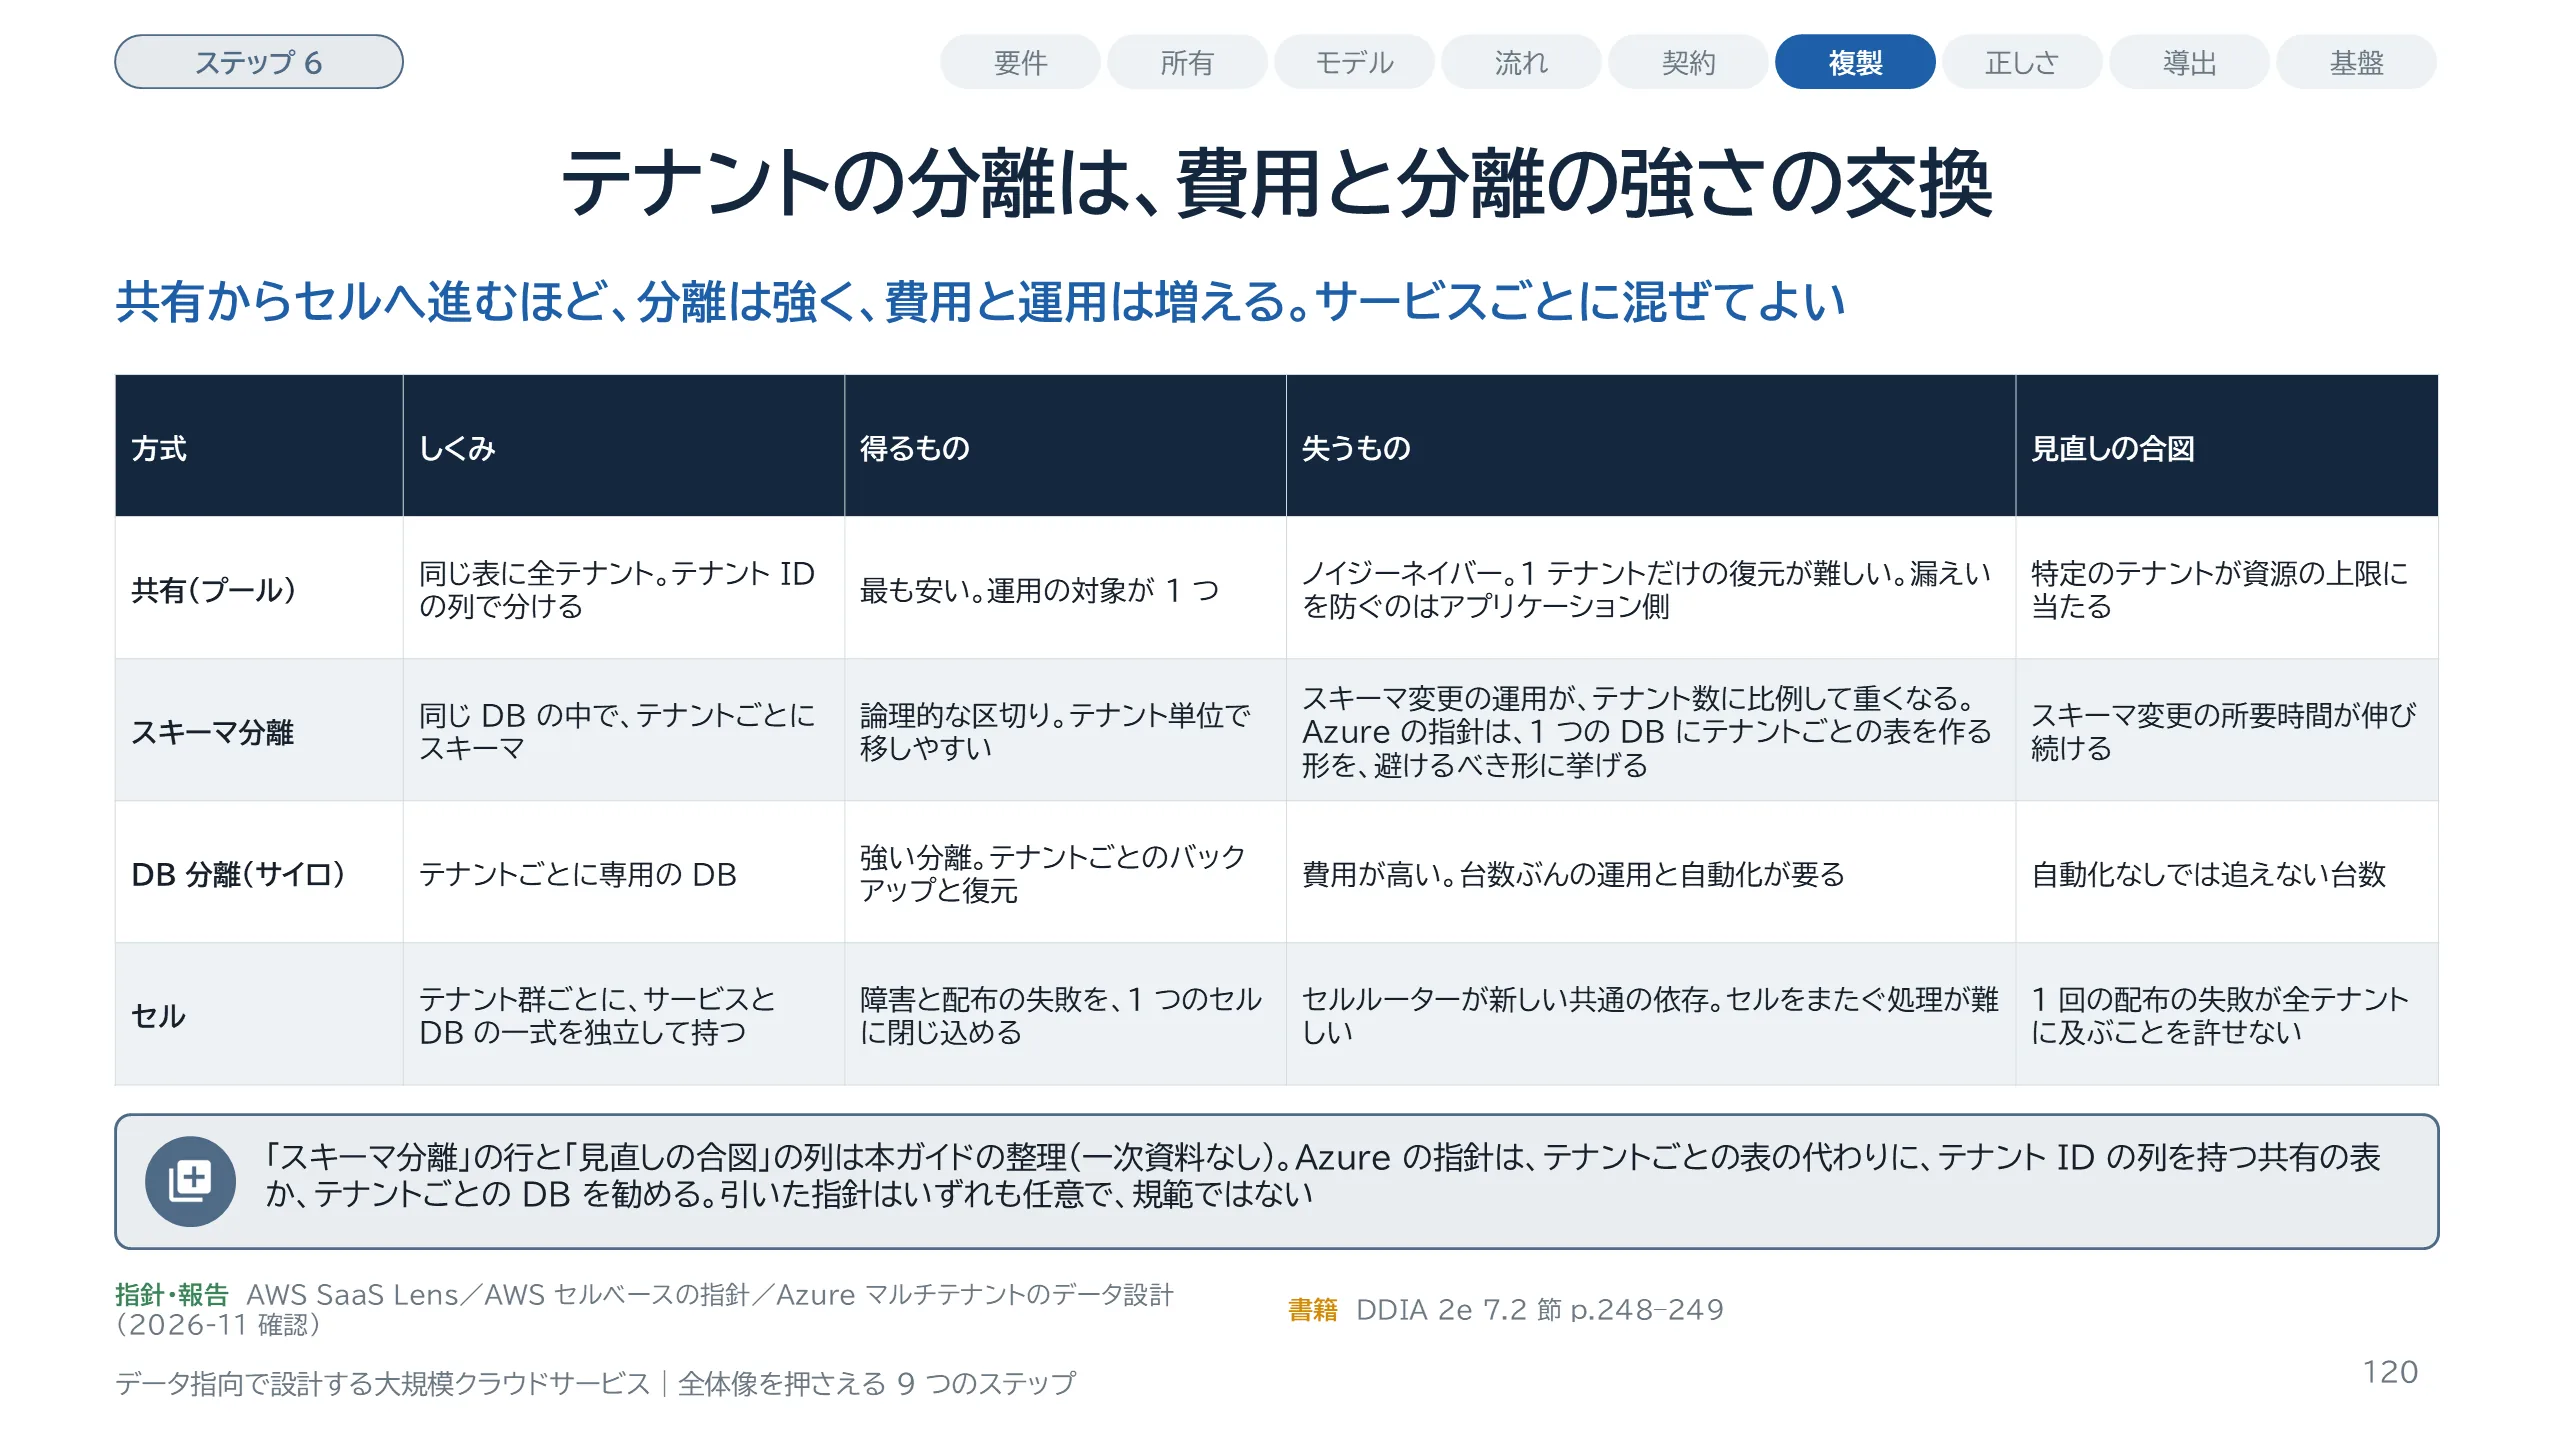 ステップ 6
要件
所有
モデル
流れ
契約
複製
正しさ
導出
基盤
テナントの分離は、費用と分離の強さの交換
共有からセルへ進むほど、分離は強く、費用と運用は増える。サービスごとに混ぜてよい
方式
しくみ
得るもの
失うもの
見直しの合図
共有（プール）
同じ表に全テナント。テナント ID
の列で分ける
最も安い。運用の対象が 1 つ
ノイジーネイバー。1 テナントだけの復元が難しい。漏えい
を防ぐのはアプリケーション側
特定のテナントが資源の上限に
当たる
スキーマ分離
同じ DB の中で、テナントごとに
スキーマ
論理的な区切り。テナント単位で
移しやすい
スキーマ変更の運用が、テナント数に比例して重くなる。
Azure の指針は、1 つの DB にテナントごとの表を作る
形を、避けるべき形に挙げる
スキーマ変更の所要時間が伸び
続ける
DB 分離（サイロ）
テナントごとに専用の DB
強い分離。テナントごとのバック
アップと復元
費用が高い。台数ぶんの運用と自動化が要る
自動化なしでは追えない台数
セル
テナント群ごとに、サービスと
DB の一式を独立して持つ
障害と配布の失敗を、1 つのセル
に閉じ込める
セルルーターが新しい共通の依存。セルをまたぐ処理が難
しい
1 回の配布の失敗が全テナント
に及ぶことを許せない
「スキーマ分離」の行と「見直しの合図」の列は本ガイドの整理（一次資料なし）。Azure の指針は、テナントごとの表の代わりに、テナント ID の列を持つ共有の表
か、テナントごとの DB を勧める。引いた指針はいずれも任意で、規範ではない
指針・報告 AWS SaaS Lens／AWS セルベースの指針／Azure マルチテナントのデータ設計
（2026-11 確認）
書籍 DDIA 2e 7.2 節 p.248–249
データ指向で設計する大規模クラウドサービス｜全体像を押さえる 9 つのステップ
120